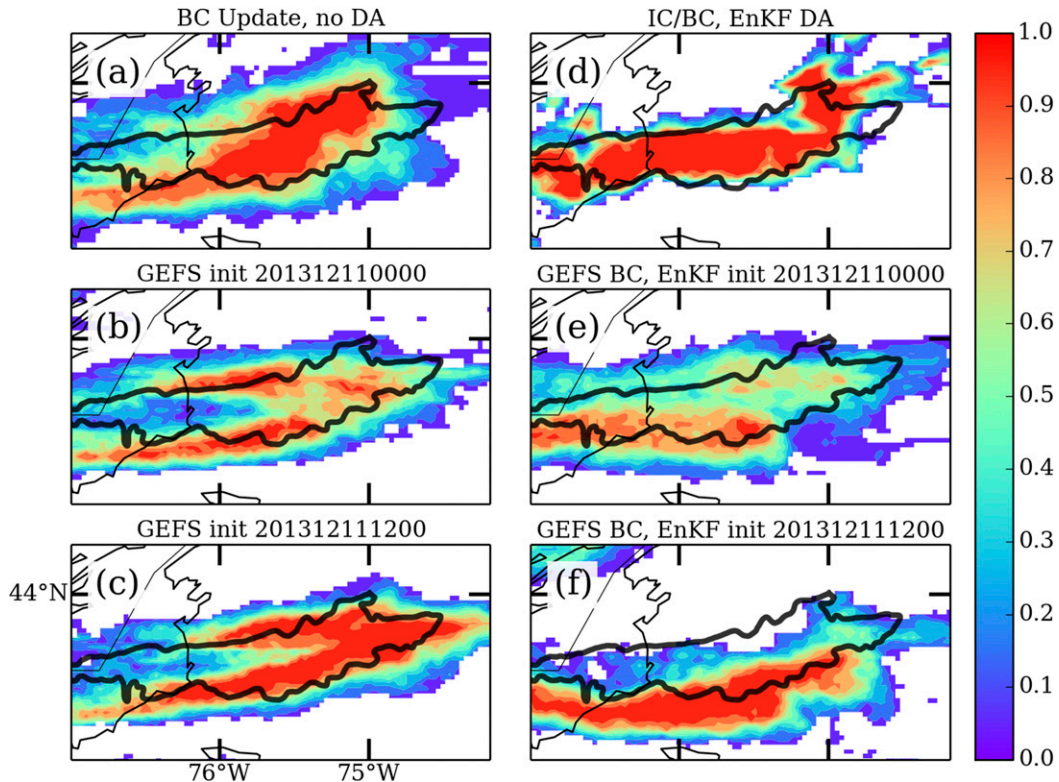 BC Update, no DA
IC/BC, EnKF DA
(a)
(d)
GEFS init 201312110000
GEFS BC, EnKF init 201312110000
(b)
(e)
GEFS init 201312111200
GEFS BC, EnKF init 201312111200
(c)
(f)
44°N
76°W
75°W
1.0
0.9
0.8
0.7
0.6
0.5
0.4
0.3
0.2
0.1
0.0